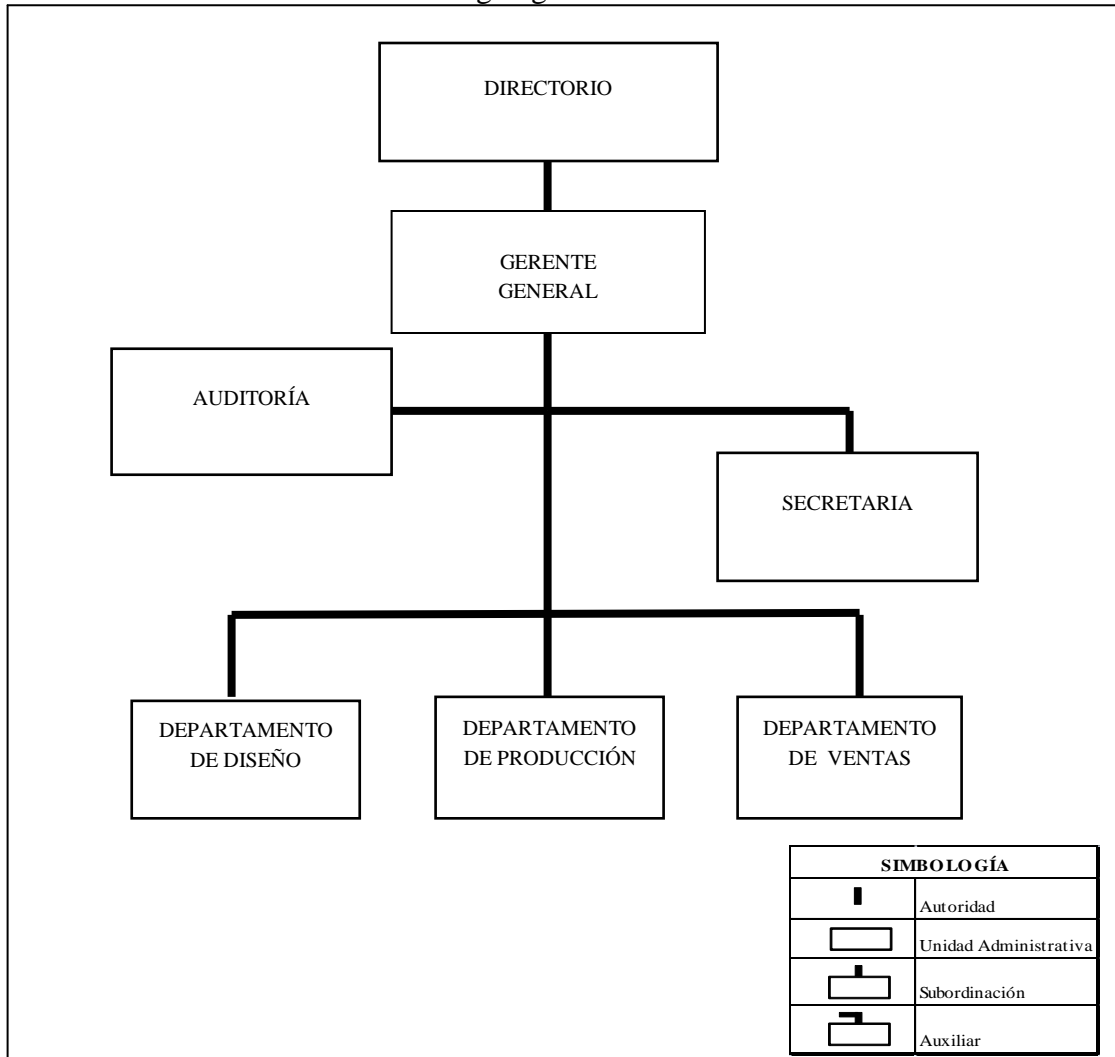 DIRECTORIO
GERENTE
GENERAL
AUDITORÍA
SECRETARIA
DEPARTAMENTO
DE DISEÑO
DEPARTAMENTO
DE PRODUCCIÓN
DEPARTAMENTO
DE VENTAS
SIMBOLOGÍA
Autoridad
Unidad Administrativa
Subordinación
Auxiliar